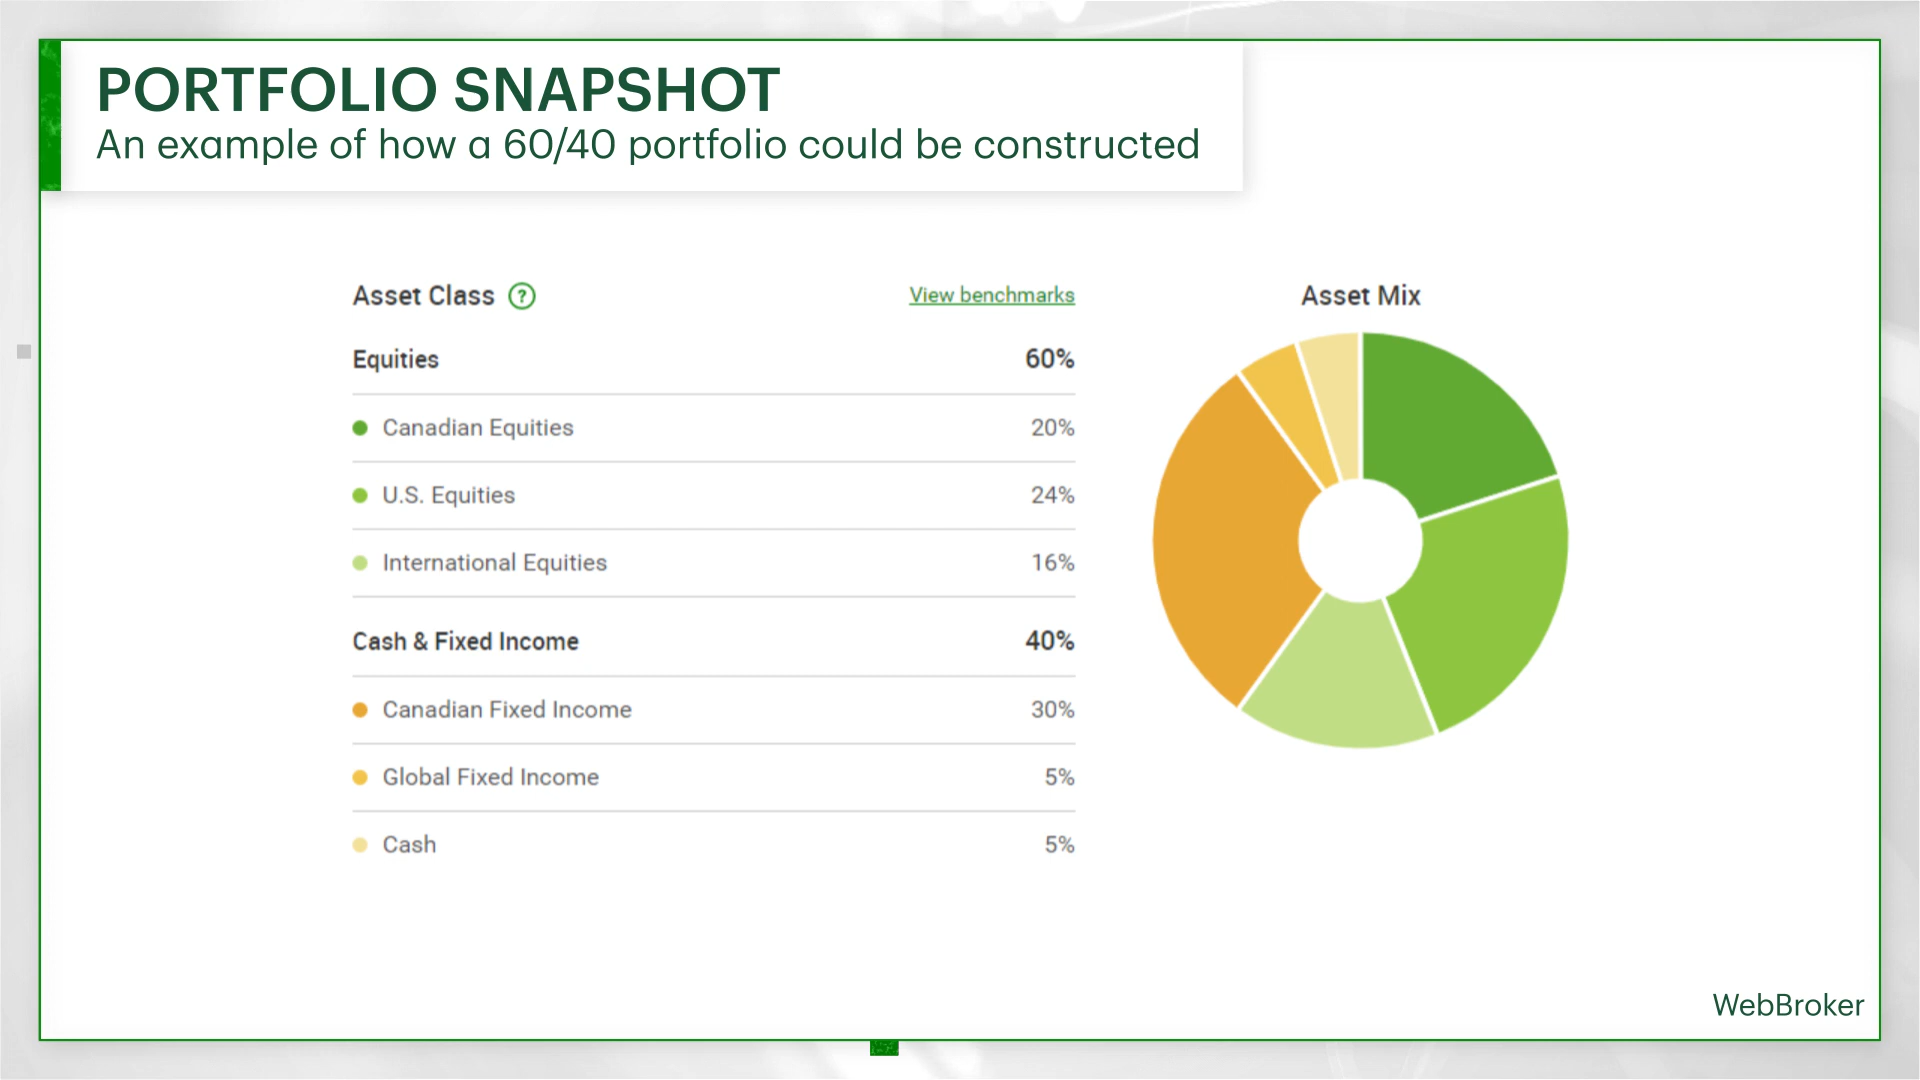 PORTFOLIO SNAPSHOT
An example of how a 60/40 portfolio could be constructed
Asset Class ?
View benchmarks
Equities 60%
Canadian Equities 20%
U.S. Equities 24%
International Equities 16%
Cash & Fixed Income 40%
Canadian Fixed Income 30%
Global Fixed Income 5%
Cash 5%
Asset Mix
WebBroker